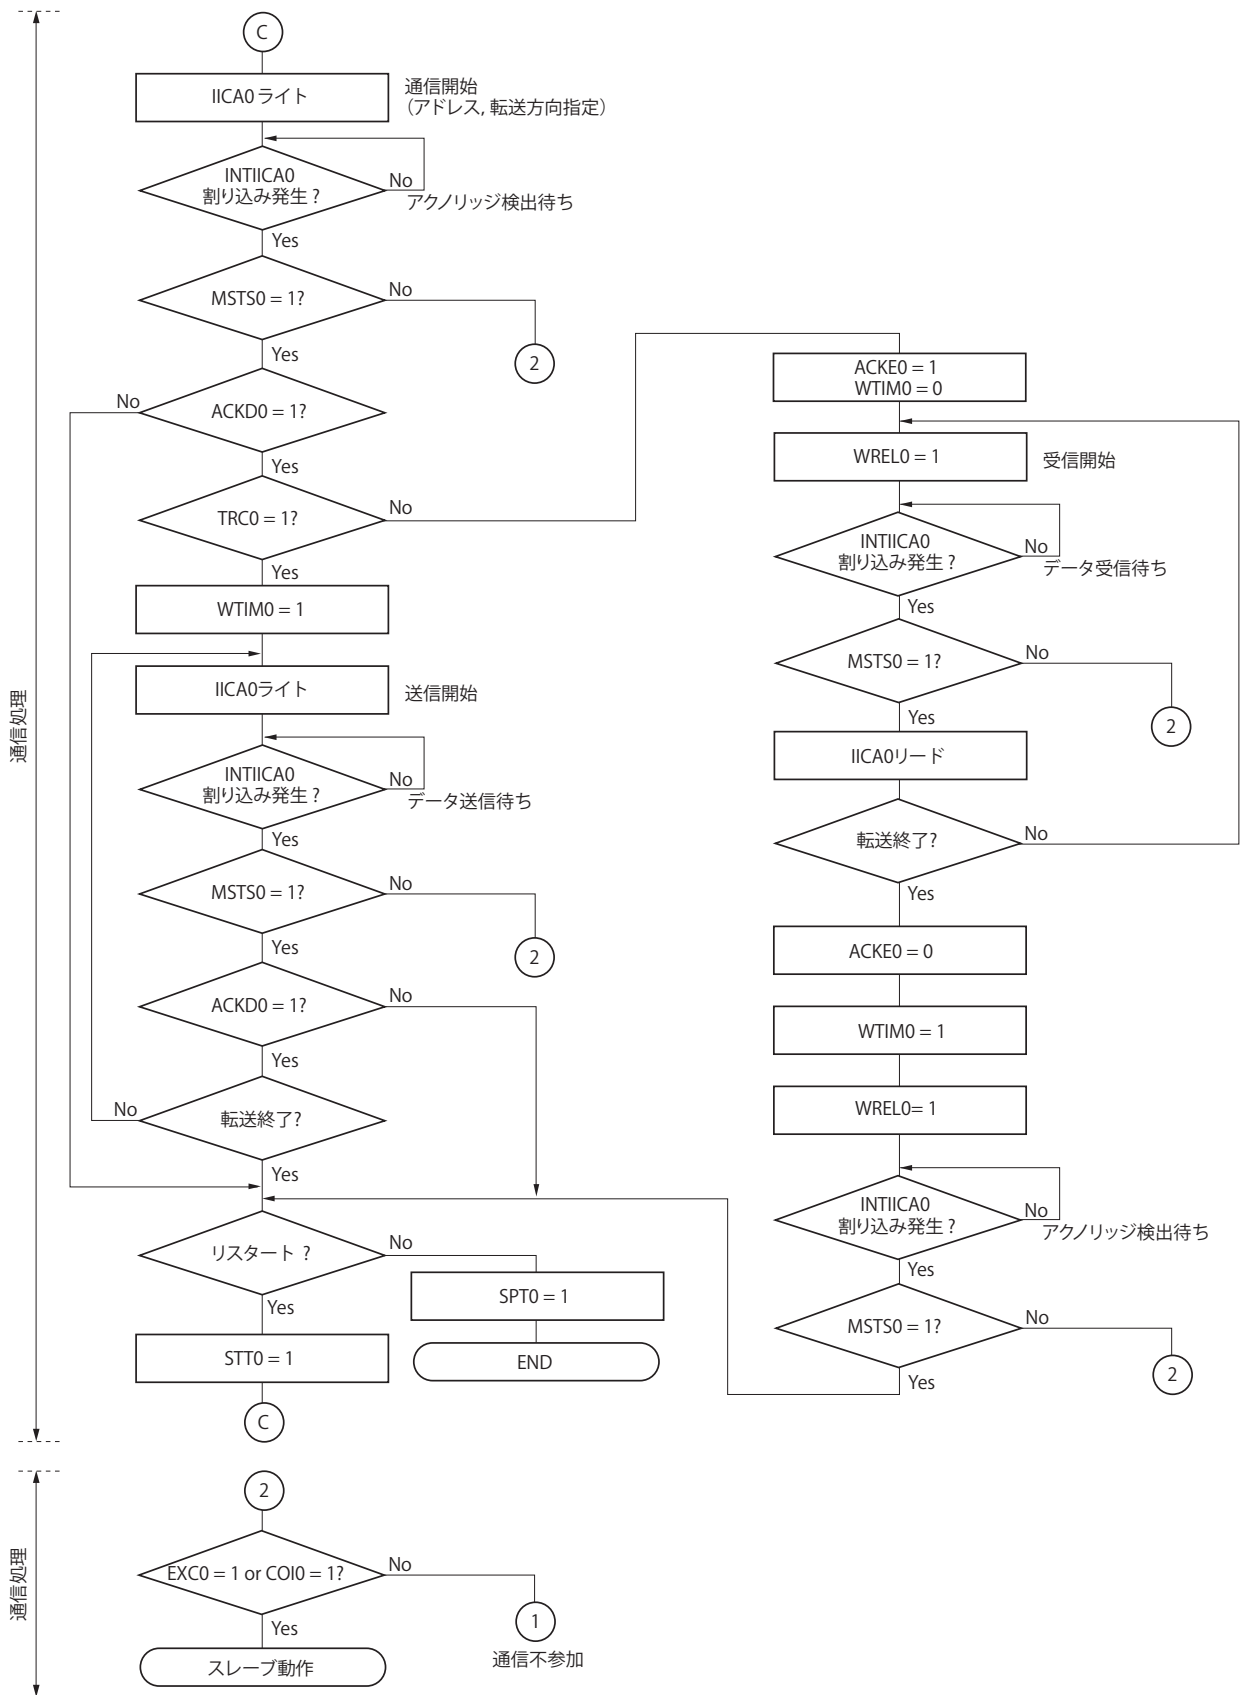 C
IICA0 ライト
通信開始
(アドレス, 転送方向指定)
INTIICA0
割り込み発生 ?
No
アクノリッジ検出待ち
Yes
MSTS0 = 1?
No
2
Yes
ACKD0 = 1?
No
Yes
TRC0 = 1?
No
Yes
WTIM0 = 1
IICA0ライト
送信開始
INTIICA0
割り込み発生 ?
No
データ送信待ち
Yes
MSTS0 = 1?
No
2
Yes
ACKD0 = 1?
No
Yes
転送終了?
No
Yes
リスタート ?
No
SPT0 = 1
END
Yes
STT0 = 1
C
ACKE0 = 1
WTIM0 = 0
WREL0 = 1
受信開始
INTIICA0
割り込み発生 ?
No
データ受信待ち
Yes
MSTS0 = 1?
No
2
Yes
IICA0リード
転送終了?
No
Yes
ACKE0 = 0
WTIM0 = 1
WREL0= 1
INTIICA0
割り込み発生 ?
No
アクノリッジ検出待ち
Yes
MSTS0 = 1?
No
2
Yes
通信処理
2
EXC0 = 1 or COI0 = 1?
No
1
通信不参加
Yes
スレーブ動作
通信処理